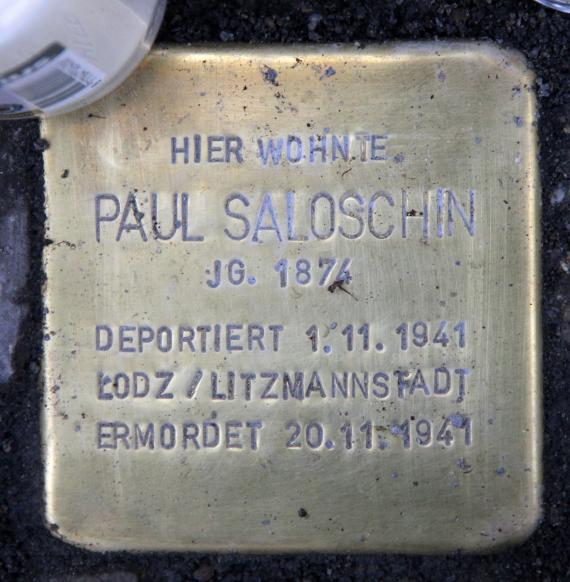 HIER WOHNTE
PAUL SALOSCHIN
JG. 1874
DEPORTIERT 1.11.1941
ŁODZ / LITZMANNSTADT
ERMORDET 20.11.1941